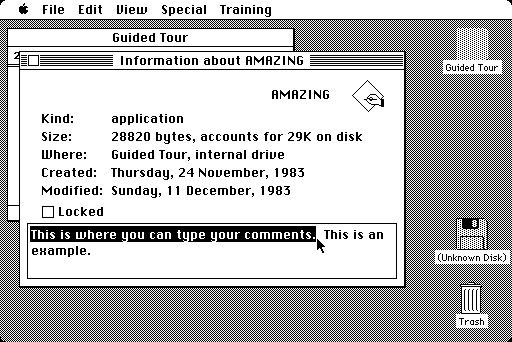 File Edit View Special Training
Guided Tour
2
Information about AMAZING
AMAZING
Kind: application
Size: 28820 bytes, accounts for 29K on disk
Where: Guided Tour, internal drive
Created: Thursday, 24 November, 1983
Modified: Sunday, 11 December, 1983
Locked
This is where you can type your comments. This is an
example.
Guided Tour
(Unknown Disk)
Trash